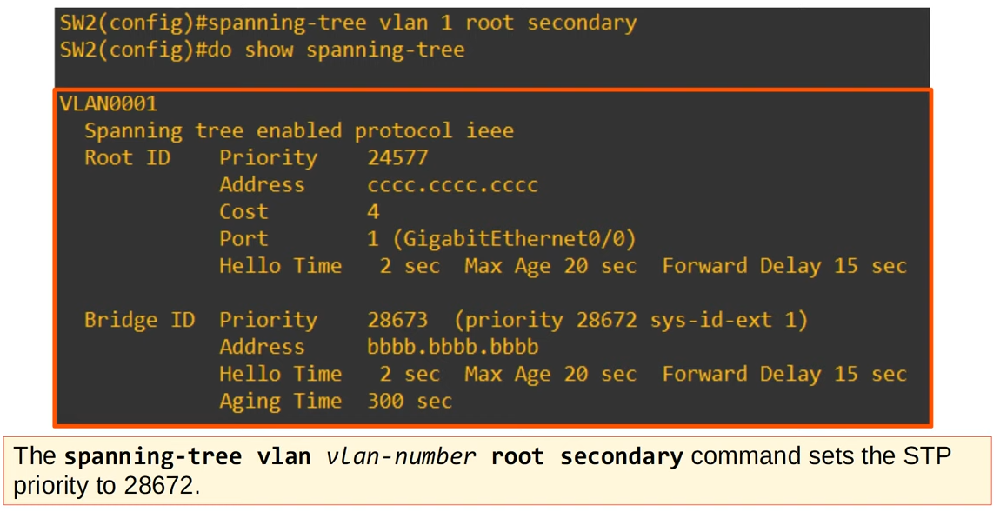 SW2(config)#spanning-tree vlan 1 root secondary
SW2(config)#do show spanning-tree
VLAN0001
Spanning tree enabled protocol ieee
Root ID Priority 24577
Address cccc.cccc.cccc
Cost 4
Port 1 (GigabitEthernet0/0)
Hello Time 2 sec Max Age 20 sec Forward Delay 15 sec
Bridge ID Priority 28673 (priority 28672 sys-id-ext 1)
Address bbbb.bbbb.bbbb
Hello Time 2 sec Max Age 20 sec Forward Delay 15 sec
Aging Time 300 sec
The spanning-tree vlan vlan-number root secondary command sets the STP
priority to 28672.